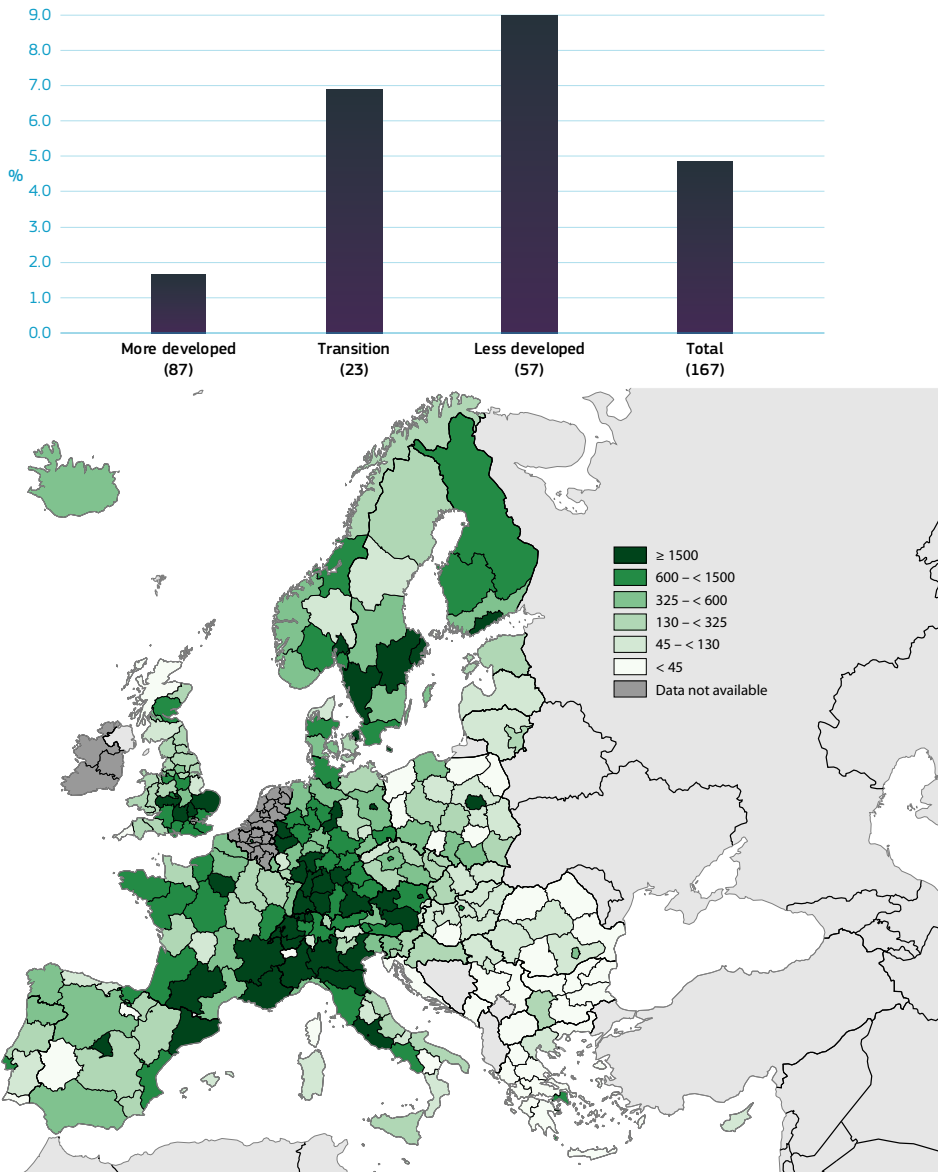 9.0
8.0
7.0
6.0
5.0
%
4.0
3.0
2.0
1.0
0.0
More developed Transition Less developed Total
(87) (23) (57) (167)
≥ 1500
600 – < 1500
325 – < 600
130 – < 325
45 – < 130
< 45
Data not available